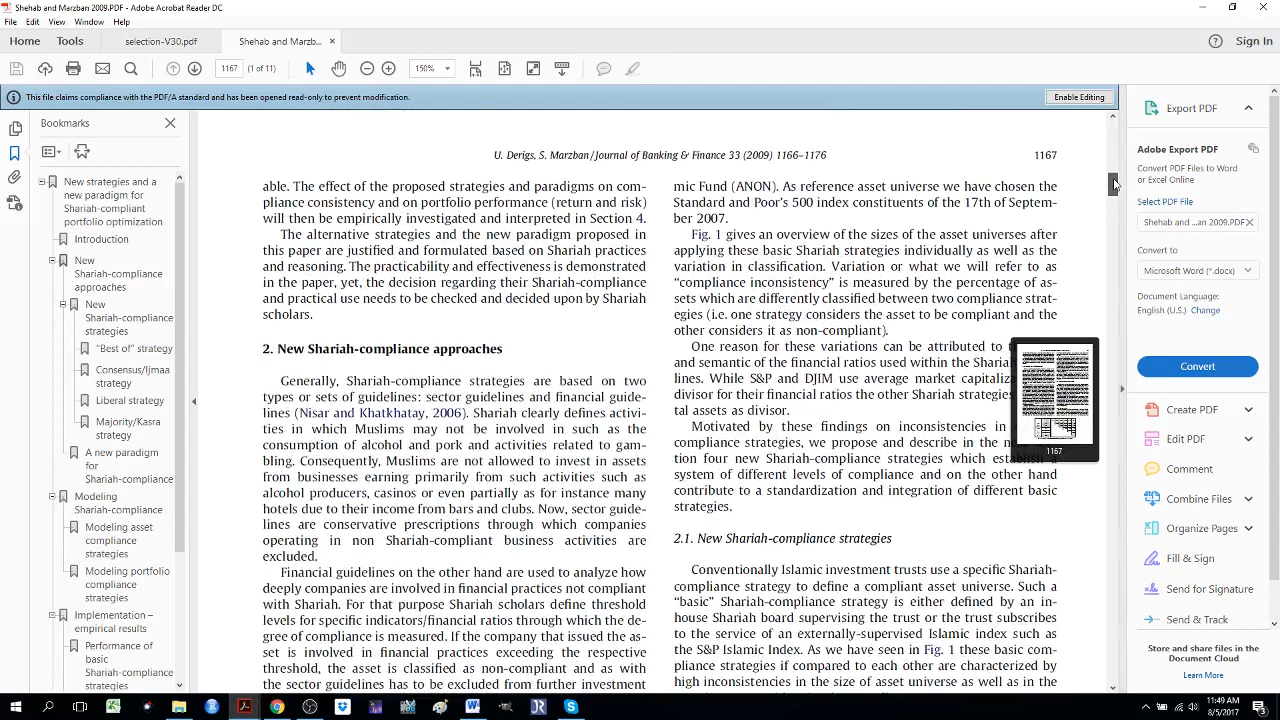 Shehab and Marzban 2009.PDF - Adobe Acrobat Reader DC
File Edit View Window Help
Home Tools selection-V30.pdf Shehab and Marzb... × Sign In
1167 (1 of 11) 150%
This file claims compliance with the PDF/A standard and has been opened read-only to prevent modification. Enable Editing
Bookmarks
New strategies and a
new paradigm for
Shariah-compliant
portfolio optimization
Introduction
New
Shariah-compliance
approaches
New
Shariah-compliance
strategies
"Best of" strategy
Consensus/Ijmaa
strategy
Liberal strategy
Majority/Kasra
strategy
A new paradigm
for
Shariah-compliance
Modeling
Shariah-compliance
Modeling asset
compliance
strategies
Modeling portfolio
compliance
strategies
Implementation –
empirical results
Performance of
basic
Shariah-compliance
strategies
U. Derigs, S. Marzban / Journal of Banking & Finance 33 (2009) 1166–1176 1167
able. The effect of the proposed strategies and paradigms on com-
pliance consistency and on portfolio performance (return and risk)
will then be empirically investigated and interpreted in Section 4.
The alternative strategies and the new paradigm proposed in
this paper are justified and formulated based on Shariah practices
and reasoning. The practicability and effectiveness is demonstrated
in the paper, yet, the decision regarding their Shariah-compliance
and practical use needs to be checked and decided upon by Shariah
scholars.
2. New Shariah-compliance approaches
Generally, Shariah-compliance strategies are based on two
types or sets of guidelines: sector guidelines and financial guide-
lines (Nisar and Khatkhatay, 2006). Shariah clearly defines activi-
ties in which Muslims may not be involved in such as the
consumption of alcohol and pork and activities related to gam-
bling. Consequently, Muslims are not allowed to invest in assets
from businesses earning primarily from such activities such as
alcohol producers, casinos or even partially as for instance many
hotels due to their income from bars and clubs. Now, sector guide-
lines are conservative prescriptions through which companies
operating in non Shariah-compliant business activities are
excluded.
Financial guidelines on the other hand are used to analyze how
deeply companies are involved in financial practices not compliant
with Shariah. For that purpose Shariah scholars define threshold
levels for specific indicators/financial ratios through which the de-
gree of compliance is measured. If the company that issued the as-
set is involved in financial practices exceeding the respective
threshold, the asset is classified as non-compliant and as with
the sector guidelines has to be excluded from further investment
mic Fund (ANON). As reference asset universe we have chosen the
Standard and Poor's 500 index constituents of the 17th of Septem-
ber 2007.
Fig. 1 gives an overview of the sizes of the asset universes after
applying these basic Shariah strategies individually as well as the
variation in classification. Variation or what we will refer to as
"compliance inconsistency" is measured by the percentage of as-
sets which are differently classified between two compliance strat-
egies (i.e. one strategy considers the asset to be compliant and the
other considers it as non-compliant).
One reason for these variations can be attributed to
and semantic of the financial ratios used within the Shariah
lines. While S&P and DJIM use average market capitaliza
divisor for their financial ratios the other Shariah strategies
tal assets as divisor.
Motivated by these findings on inconsistencies in
compliance strategies, we propose and describe in the ne
tion four new Shariah-compliance strategies which establish a
system of different levels of compliance and on the other hand
contribute to a standardization and integration of different basic
strategies.
2.1. New Shariah-compliance strategies
Conventionally Islamic investment trusts use a specific Shariah-
compliance strategy to define a compliant asset universe. Such a
"basic" Shariah-compliance strategy is either defined by an in-
house Shariah board supervising the trust or the trust subscribes
to the service of an externally-supervised Islamic index such as
the S&P Islamic Index. As we have seen in Fig. 1 these basic com-
pliance strategies if compared to each other are characterized by
high inconsistencies in the size of asset universe as well as in the
1167
Export PDF
Adobe Export PDF
Convert PDF Files to Word
or Excel Online
Select PDF File
Shehab and ...an 2009.PDF ×
Convert to
Microsoft Word (*.docx)
Document Language:
English (U.S.) Change
Convert
Create PDF
Edit PDF
Comment
Combine Files
Organize Pages
Fill & Sign
Send for Signature
Send & Track
Store and share files in the
Document Cloud
Learn More
11:49 AM
8/5/2017